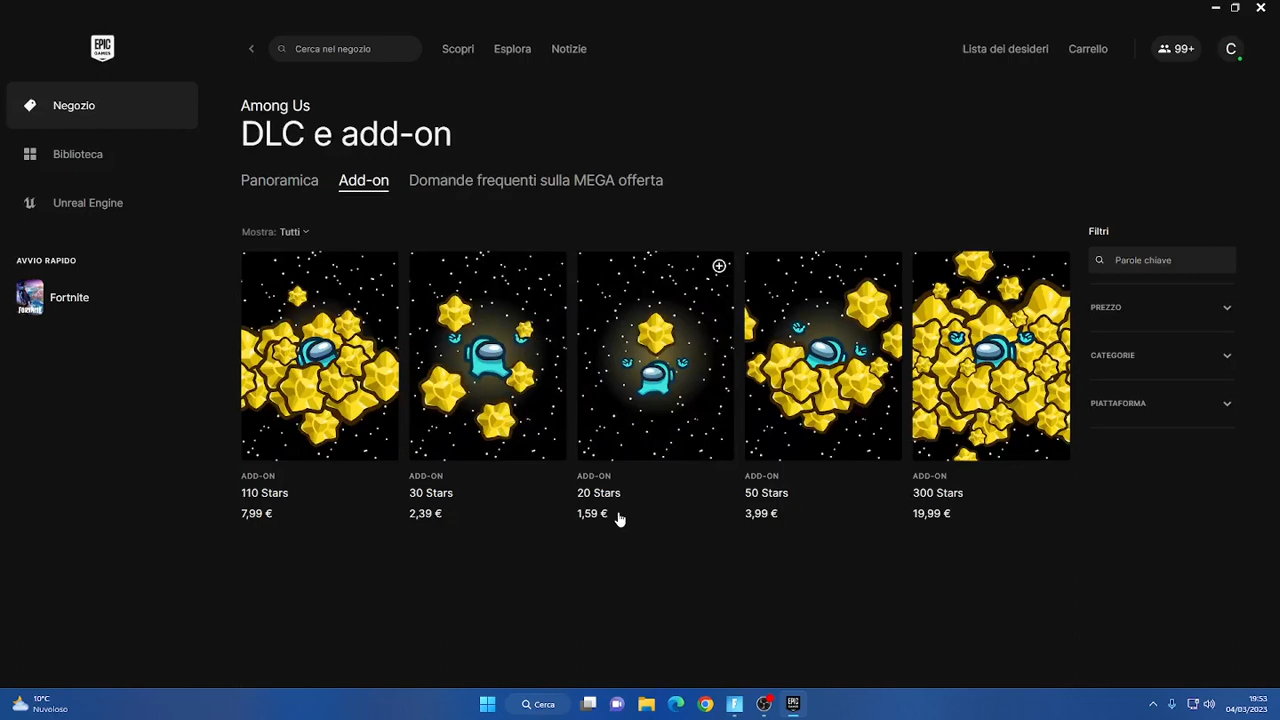 EPIC
GAMES
Cerca nel negozio
Scopri
Esplora
Notizie
Lista dei desideri
Carrello
99+
C
Negozio
Biblioteca
Unreal Engine
AVVIO RAPIDO
Fortnite
Among Us
DLC e add-on
Panoramica
Add-on
Domande frequenti sulla MEGA offerta
Mostra: Tutti
ADD-ON
110 Stars
7,99 €
ADD-ON
30 Stars
2,39 €
ADD-ON
20 Stars
1,59 €
ADD-ON
50 Stars
3,99 €
ADD-ON
300 Stars
19,99 €
Filtri
Parole chiave
PREZZO
CATEGORIE
PIATTAFORMA
10°C
Nuvoloso
Cerca
19:53
04/03/2023